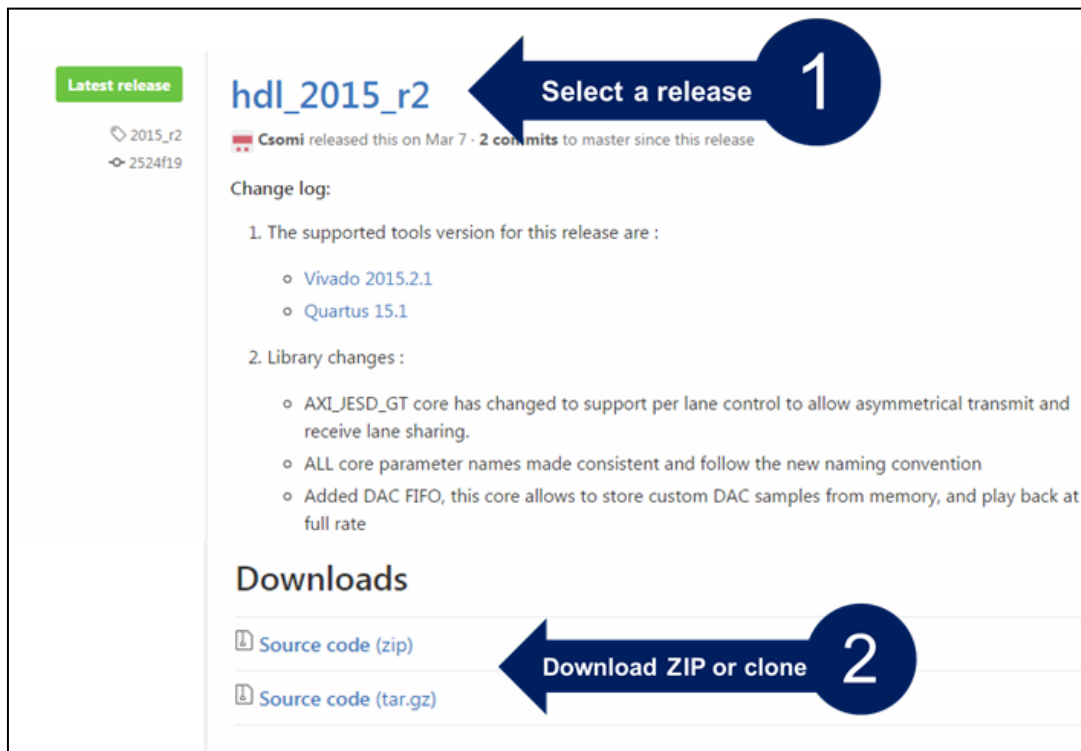 Latest release
2015_r2
2524f19
hdl_2015_r2
Select a release
1
Csomi released this on Mar 7 · 2 commits to master since this release
Change log:
1. The supported tools version for this release are :
Vivado 2015.2.1
Quartus 15.1
2. Library changes :
AXI_JESD_GT core has changed to support per lane control to allow asymmetrical transmit and
receive lane sharing.
ALL core parameter names made consistent and follow the new naming convention
Added DAC FIFO, this core allows to store custom DAC samples from memory, and play back at
full rate
Downloads
Source code (zip)
Download ZIP or clone
2
Source code (tar.gz)